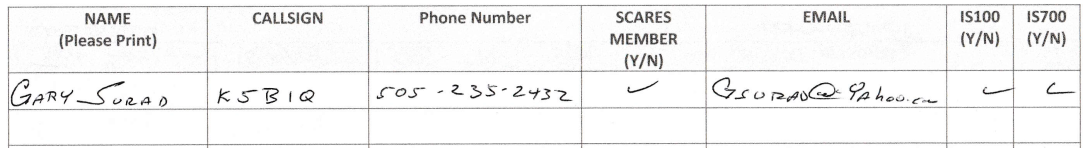 NAME (Please Print) CALLSIGN Phone Number SCARES MEMBER (Y/N) EMAIL IS100 (Y/N) IS700 (Y/N)
GARY SURAD K5BIQ 505-235-2432 ✓ GSURAD@YAhoo.com ✓ ✓